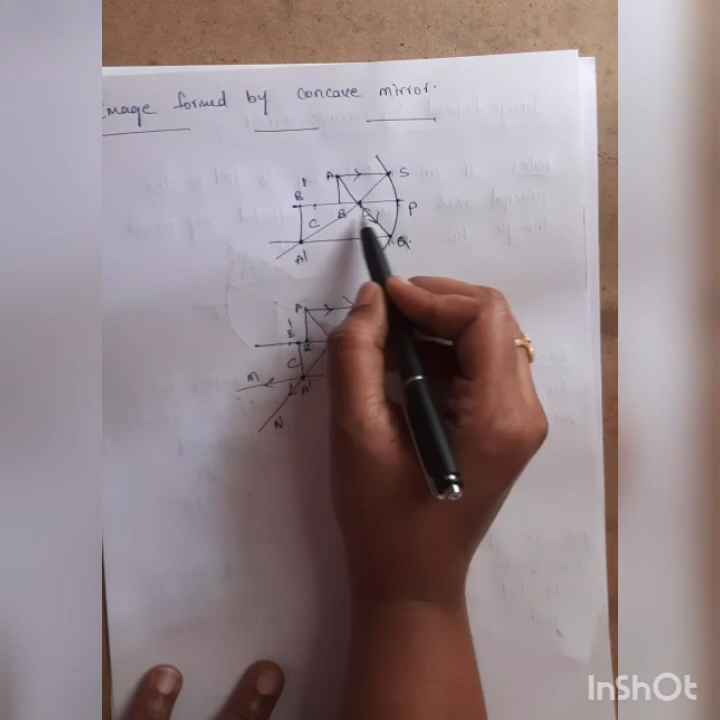 Image formed by concave mirror.
A S
B' B P
C
A' Q
A
B' B
C
M A'
N
InShOt